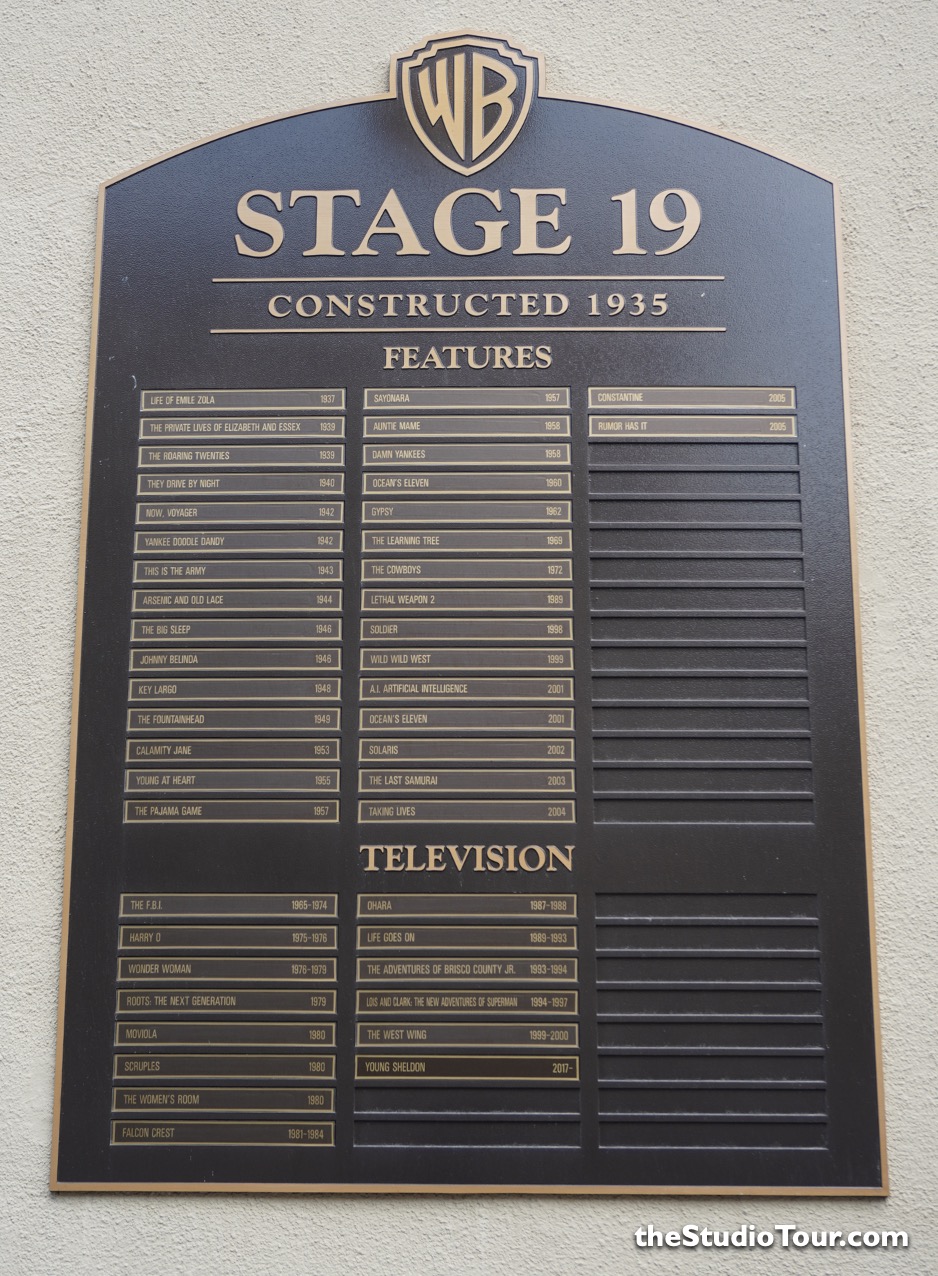 WB
STAGE 19
CONSTRUCTED 1935
FEATURES
LIFE OF EMILE ZOLA 1937
THE PRIVATE LIVES OF ELIZABETH AND ESSEX 1939
THE ROARING TWENTIES 1939
THEY DRIVE BY NIGHT 1940
NOW, VOYAGER 1942
YANKEE DOODLE DANDY 1942
THIS IS THE ARMY 1943
ARSENIC AND OLD LACE 1944
THE BIG SLEEP 1946
JOHNNY BELINDA 1946
KEY LARGO 1948
THE FOUNTAINHEAD 1949
CALAMITY JANE 1953
YOUNG AT HEART 1955
THE PAJAMA GAME 1957
SAYONARA 1957
AUNTIE MAME 1958
DAMN YANKEES 1958
OCEAN'S ELEVEN 1960
GYPSY 1962
THE LEARNING TREE 1969
THE COWBOYS 1972
LETHAL WEAPON 2 1989
SOLDIER 1998
WILD WILD WEST 1999
A.I. ARTIFICIAL INTELLIGENCE 2001
OCEAN'S ELEVEN 2001
SOLARIS 2002
THE LAST SAMURAI 2003
TAKING LIVES 2004
CONSTANTINE 2005
RUMOR HAS IT 2005
TELEVISION
THE F.B.I. 1965-1974
HARRY O 1975-1976
WONDER WOMAN 1976-1979
ROOTS: THE NEXT GENERATION 1979
MOVIOLA 1980
SCRUPLES 1980
THE WOMEN'S ROOM 1980
FALCON CREST 1981-1984
OHARA 1987-1988
LIFE GOES ON 1989-1993
THE ADVENTURES OF BRISCO COUNTY JR. 1993-1994
LOIS AND CLARK: THE NEW ADVENTURES OF SUPERMAN 1994-1997
THE WEST WING 1999-2000
YOUNG SHELDON 2017-
theStudioTour.com